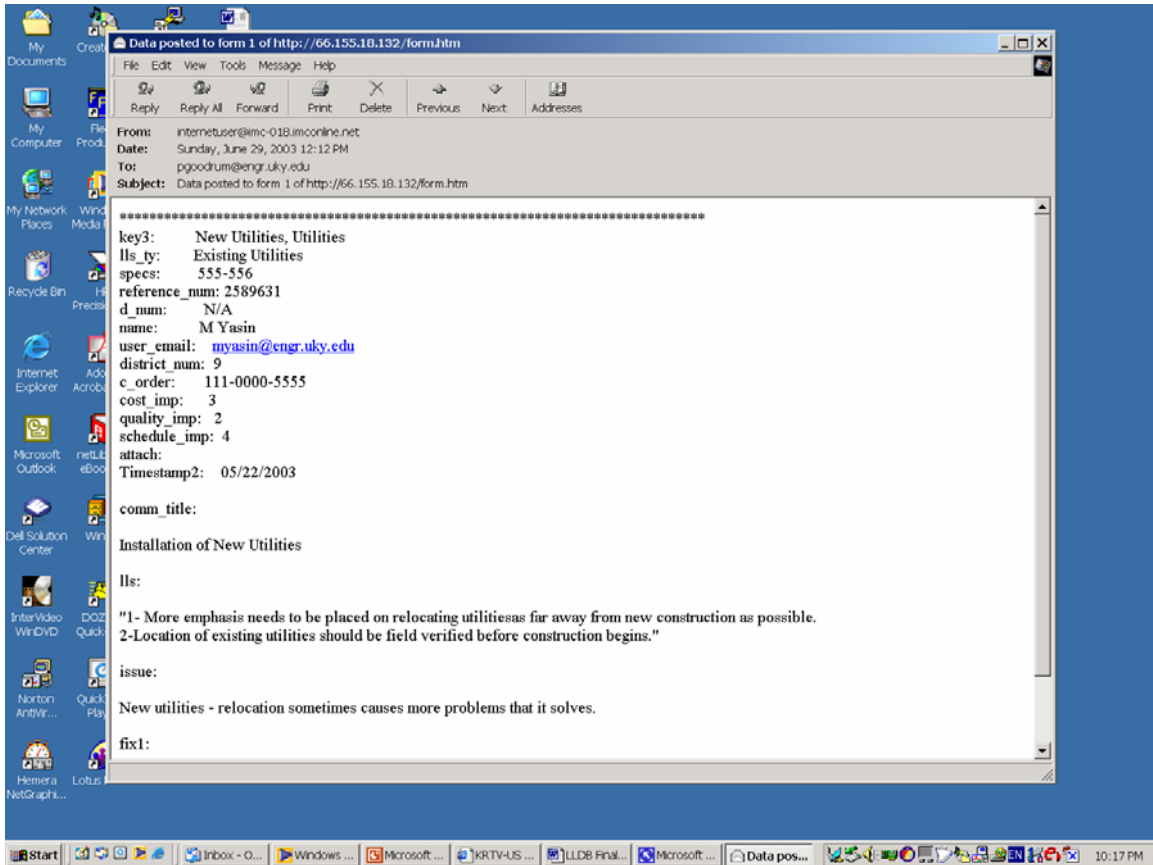 Data posted to form 1 of http://66.155.18.132/form.htm
File Edit View Tools Message Help
Reply Reply All Forward Print Delete Previous Next Addresses
From: internetuser@imc-018.imconline.net
Date: Sunday, June 29, 2003 12:12 PM
To: pgoodrum@engr.uky.edu
Subject: Data posted to form 1 of http://66.155.18.132/form.htm
*******************************************************************************
key3: New Utilities, Utilities
lls_ty: Existing Utilities
specs: 555-556
reference_num: 2589631
d_num: N/A
name: M Yasin
user_email: myasin@engr.uky.edu
district_num: 9
c_order: 111-0000-5555
cost_imp: 3
quality_imp: 2
schedule_imp: 4
attach:
Timestamp2: 05/22/2003
comm_title:
Installation of New Utilities
lls:
"1- More emphasis needs to be placed on relocating utilitiesas far away from new construction as possible.
2-Location of existing utilities should be field verified before construction begins."
issue:
New utilities - relocation sometimes causes more problems that it solves.
fix1:
My Documents
My Computer
My Network Places
Wind Media
Recycle Bin
Internet Explorer
Microsoft Outlook
Dell Solution Center
Win
InterVideo WinDVD
DOZ Quick
Norton AntiVir...
Quick Play
Hemera NetGraphi...
Lotus
Start Inbox - O... Windows ... Microsoft ... KRTV-US ... LLDB Final... Microsoft ... Data pos... EN 10:17 PM